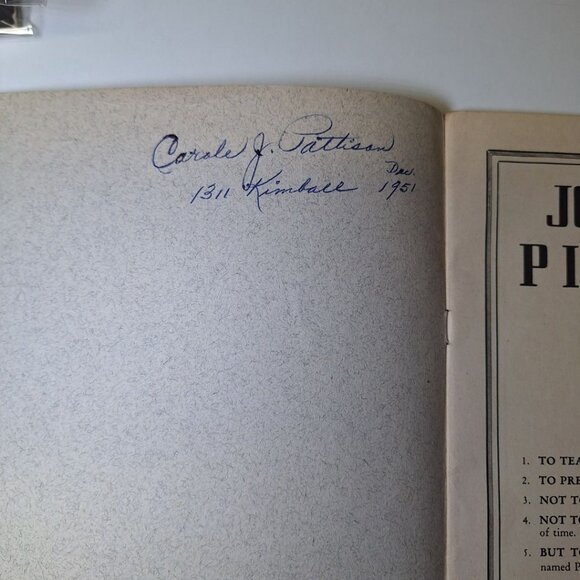 Carole J. Pattison
Dec.
1311 Kimball 1951
JO
PI
1. TO TEA
2. TO PRE
3. NOT TO
4. NOT TO
of time.
5. BUT TO
named P